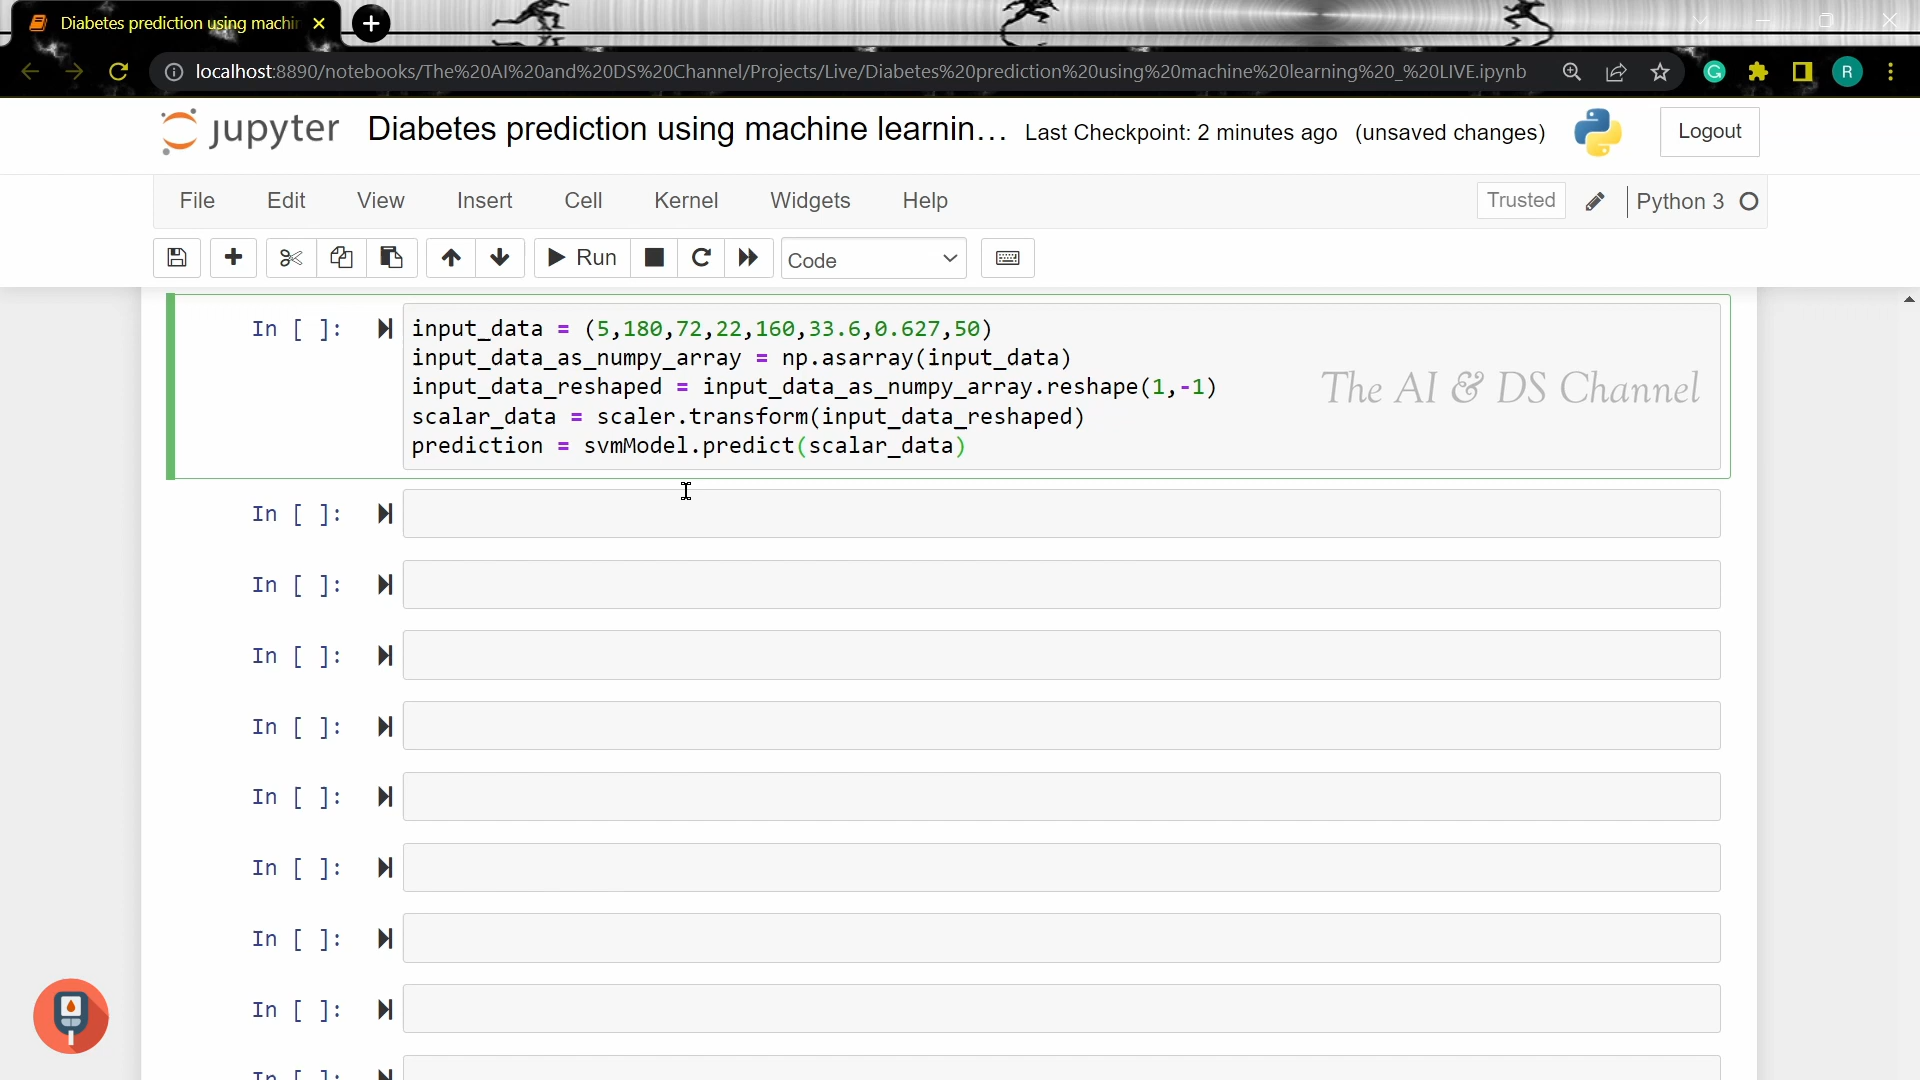 Diabetes prediction using machin
localhost:8890/notebooks/The%20AI%20and%20DS%20Channel/Projects/Live/Diabetes%20prediction%20using%20machine%20learning%20_%20LIVE.ipynb
R
jupyter Diabetes prediction using machine learnin... Last Checkpoint: 2 minutes ago (unsaved changes) Logout
File Edit View Insert Cell Kernel Widgets Help Trusted Python 3
Run Code
In [ ]: input_data = (5,180,72,22,160,33.6,0.627,50)
input_data_as_numpy_array = np.asarray(input_data)
input_data_reshaped = input_data_as_numpy_array.reshape(1,-1)
The AI & DS Channel
scalar_data = scaler.transform(input_data_reshaped)
prediction = svmModel.predict(scalar_data)
In [ ]:
In [ ]:
In [ ]:
In [ ]:
In [ ]:
In [ ]:
In [ ]:
In [ ]:
In [ ]: